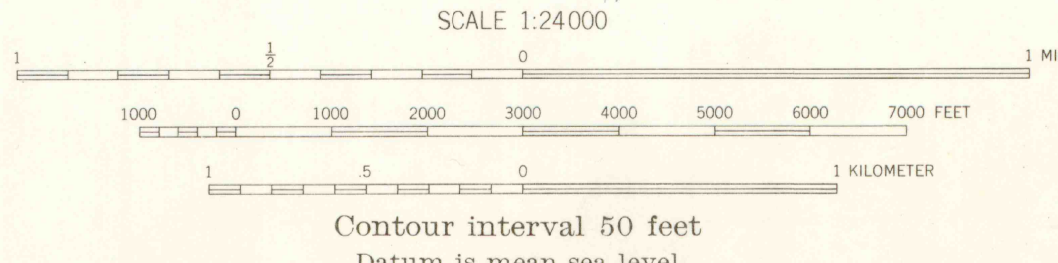 SCALE 1:24000
1 1/2 0 1 MI
1000 0 1000 2000 3000 4000 5000 6000 7000 FEET
1 .5 0 1 KILOMETER
Contour interval 50 feet
Datum is mean sea level